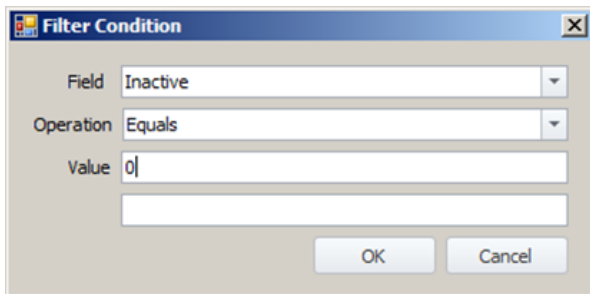 Filter Condition
Field Inactive
Operation Equals
Value 0
OK Cancel